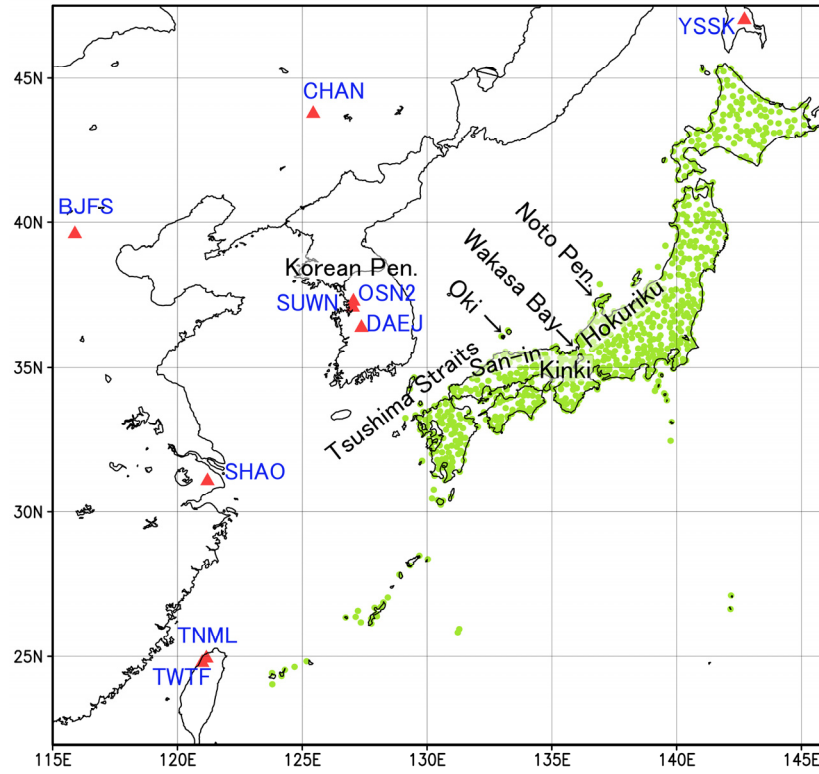 YSSK
45N
CHAN
BJFS
40N
Noto Pen.
Wakasa Bay
Korean Pen.
OSN2
SUWN
Oki
Hokuriku
DAEJ
35N
San-in
Kinki
Tsushima Straits
SHAO
30N
TNML
25N
TWTF
115E 120E 125E 130E 135E 140E 145E